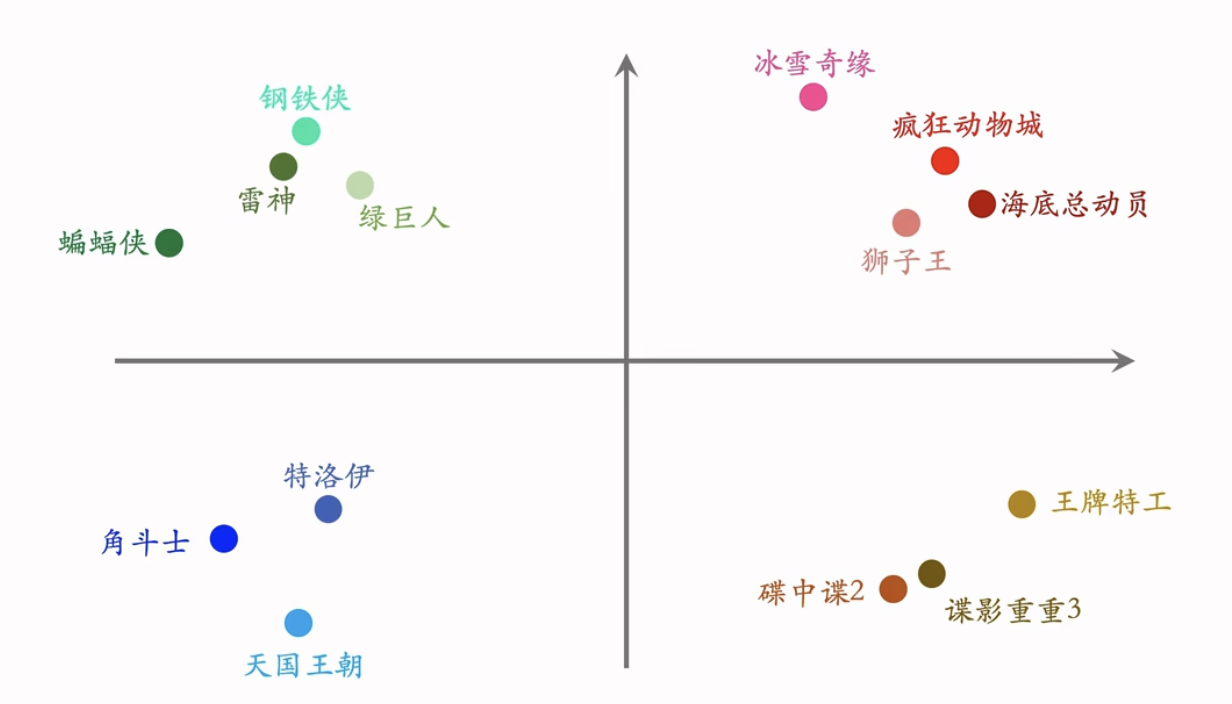 冰雪奇缘
钢铁侠
疯狂动物城
雷神
绿巨人
海底总动员
蝙蝠侠
狮子王
特洛伊
王牌特工
角斗士
碟中谍2
谍影重重3
天国王朝